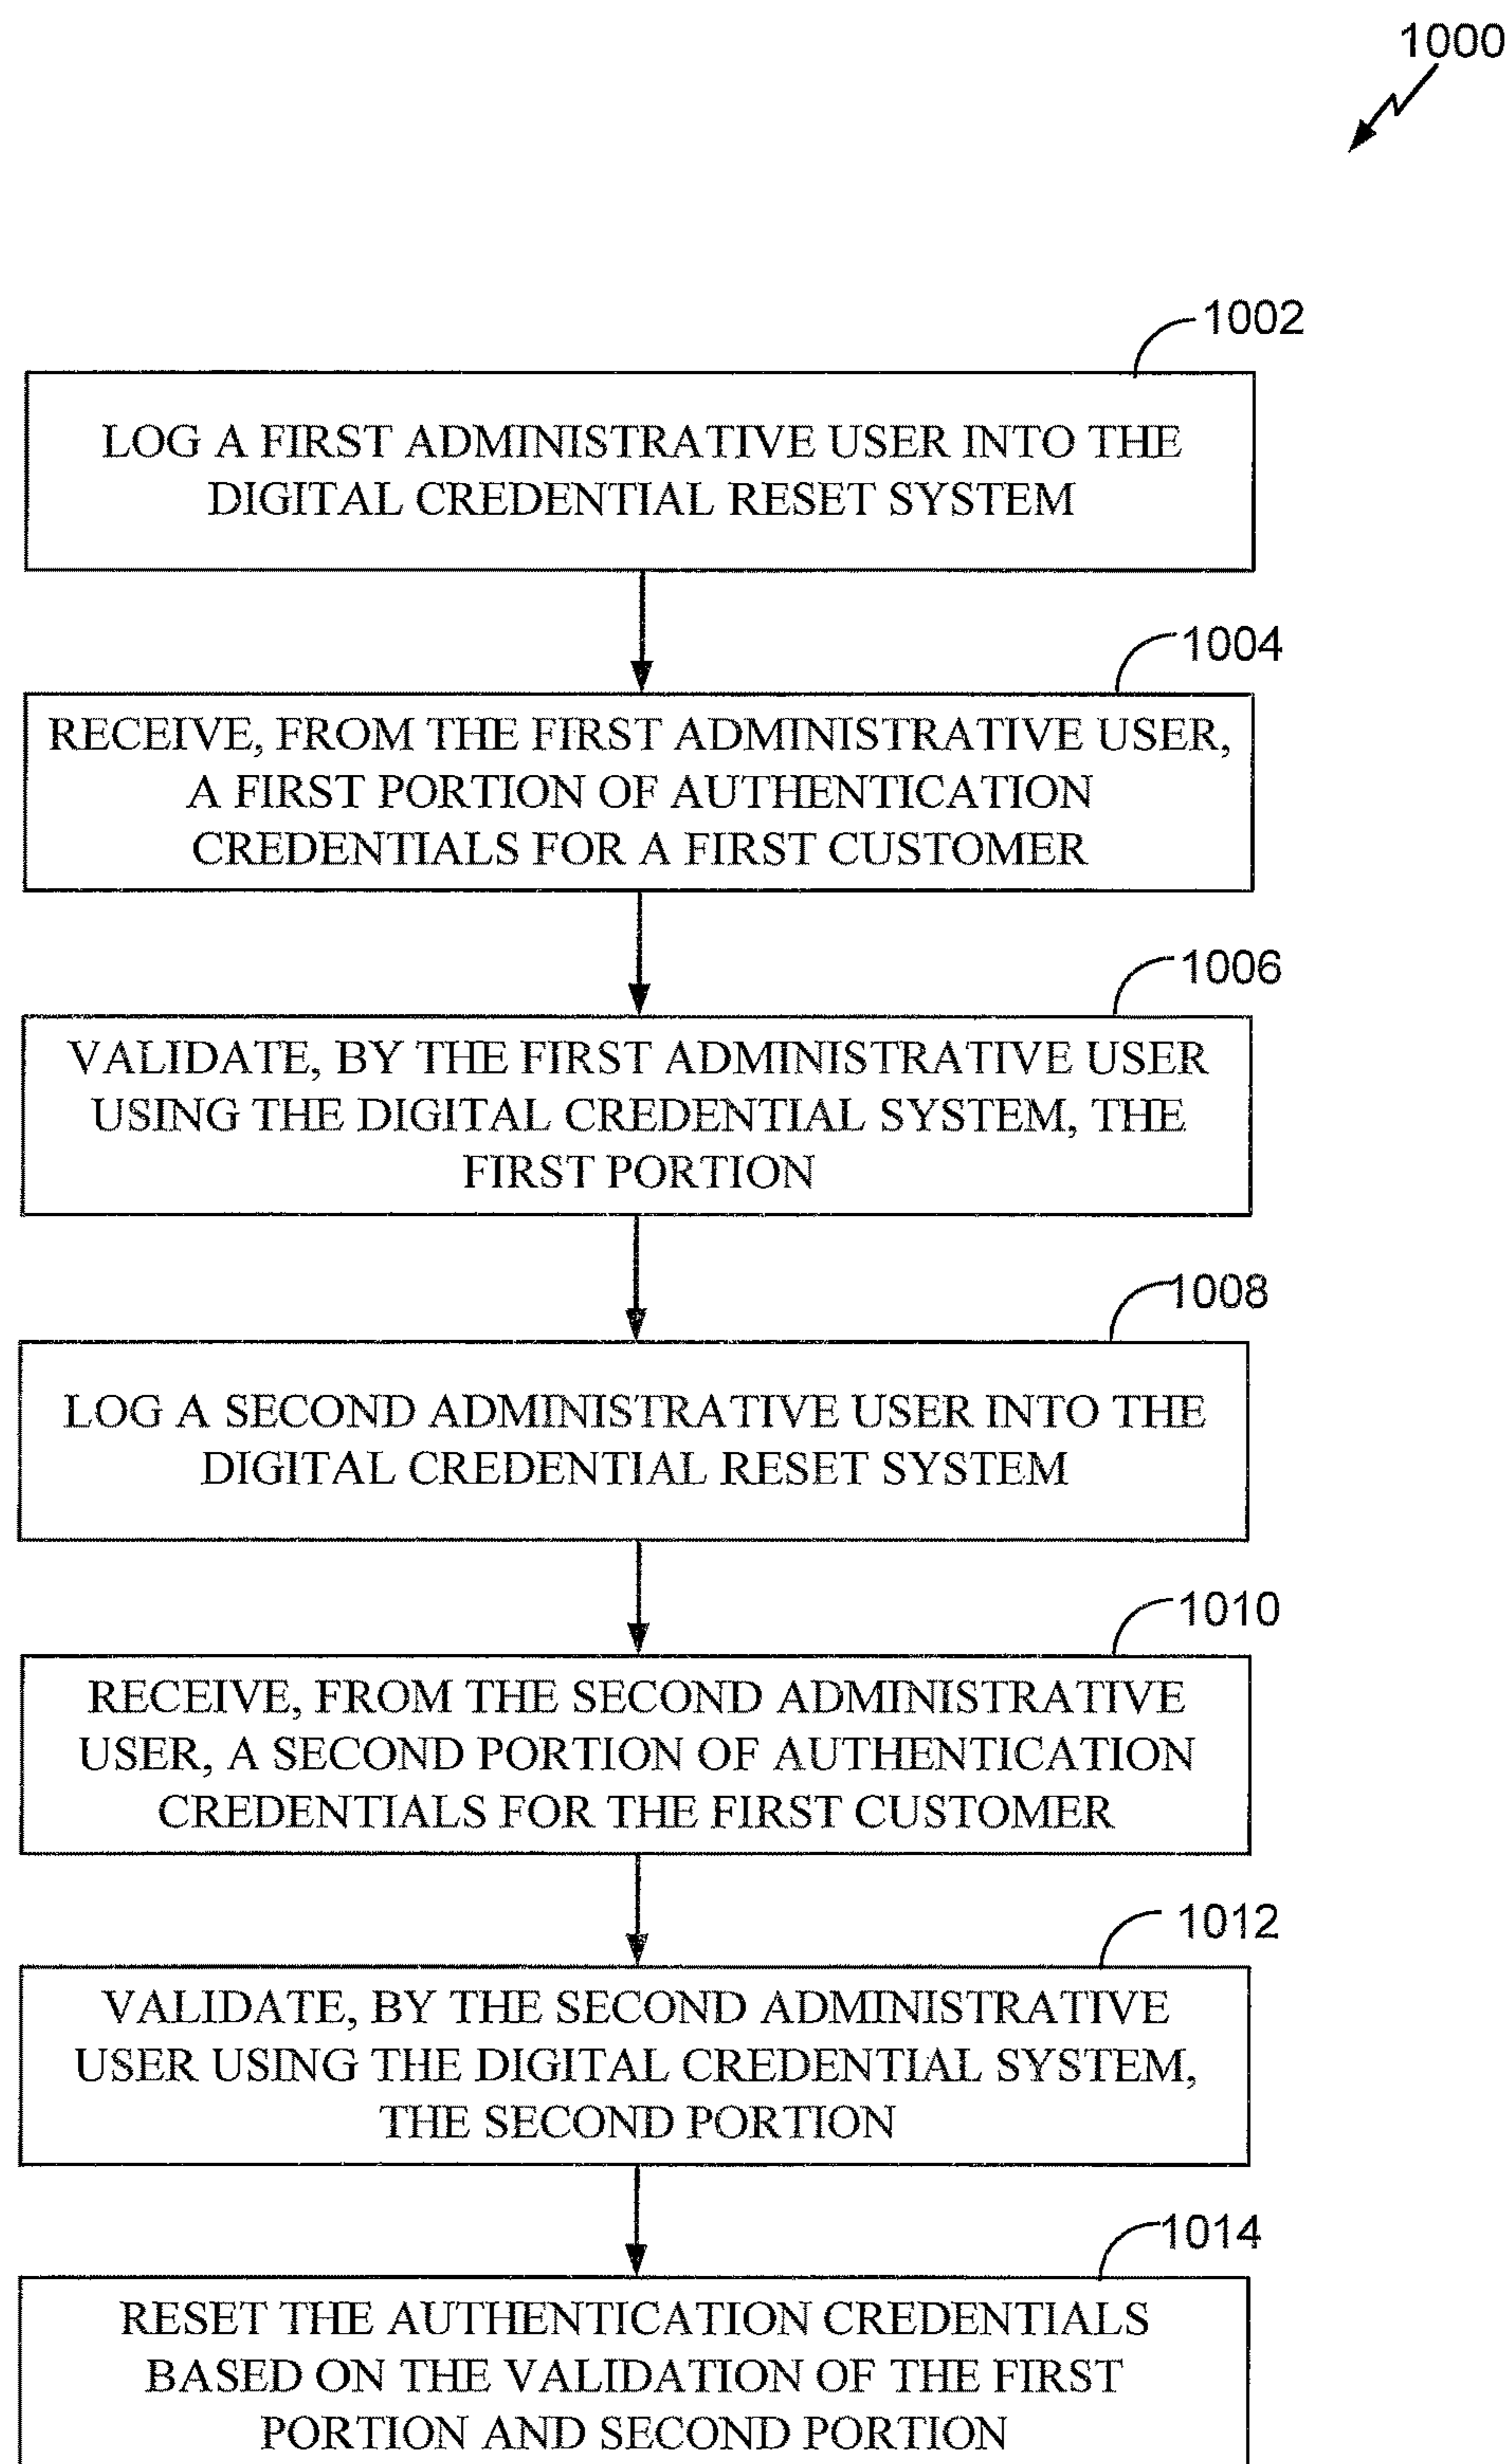 1000
1002
LOG A FIRST ADMINISTRATIVE USER INTO THE
DIGITAL CREDENTIAL RESET SYSTEM
1004
RECEIVE, FROM THE FIRST ADMINISTRATIVE USER,
A FIRST PORTION OF AUTHENTICATION
CREDENTIALS FOR A FIRST CUSTOMER
1006
VALIDATE, BY THE FIRST ADMINISTRATIVE USER
USING THE DIGITAL CREDENTIAL SYSTEM, THE
FIRST PORTION
1008
LOG A SECOND ADMINISTRATIVE USER INTO THE
DIGITAL CREDENTIAL RESET SYSTEM
1010
RECEIVE, FROM THE SECOND ADMINISTRATIVE
USER, A SECOND PORTION OF AUTHENTICATION
CREDENTIALS FOR THE FIRST CUSTOMER
1012
VALIDATE, BY THE SECOND ADMINISTRATIVE
USER USING THE DIGITAL CREDENTIAL SYSTEM,
THE SECOND PORTION
1014
RESET THE AUTHENTICATION CREDENTIALS
BASED ON THE VALIDATION OF THE FIRST
PORTION AND SECOND PORTION